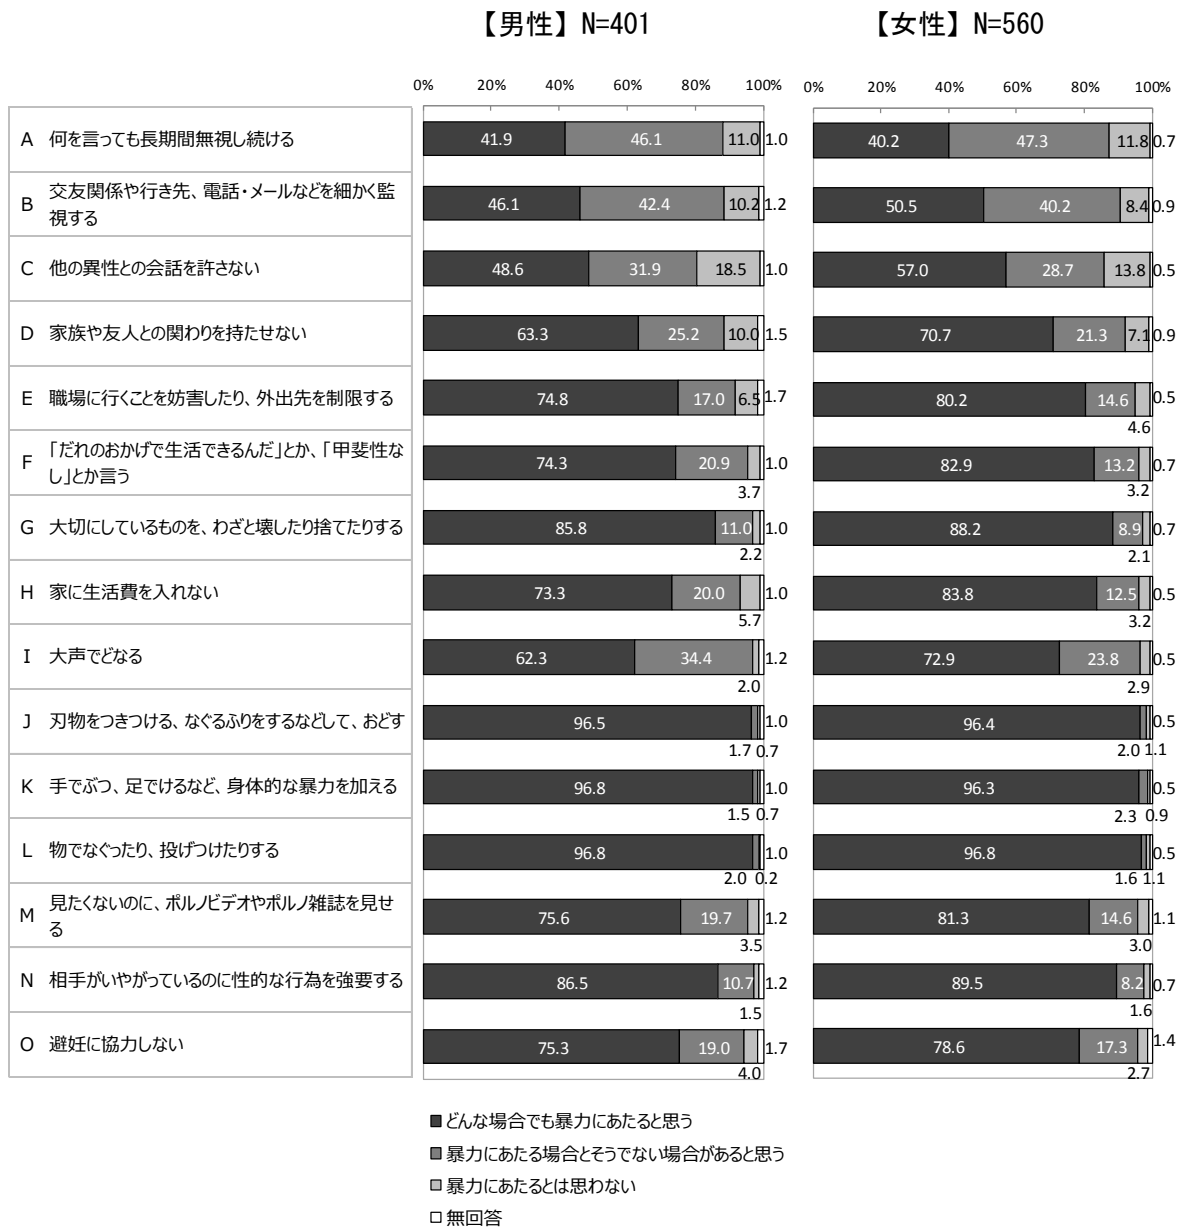 【男性】N=401
【女性】N=560
0% 20% 40% 60% 80% 100%
0% 20% 40% 60% 80% 100%
A 何を言っても長期間無視し続ける 41.9 46.1 11.0 1.0 40.2 47.3 11.8 0.7
B 交友関係や行き先、電話・メールなどを細かく監
視する 46.1 42.4 10.2 1.2 50.5 40.2 8.4 0.9
C 他の異性との会話を許さない 48.6 31.9 18.5 1.0 57.0 28.7 13.8 0.5
D 家族や友人との関わりを持たせない 63.3 25.2 10.0 1.5 70.7 21.3 7.1 0.9
E 職場に行くことを妨害したり、外出先を制限する 74.8 17.0 6.5 1.7 80.2 14.6 0.5
4.6
F 「だれのおかげで生活できるんだ」とか、「甲斐性な
し」とか言う 74.3 20.9 1.0 82.9 13.2 0.7
3.7 3.2
G 大切にしているものを、わざと壊したり捨てたりする 85.8 11.0 1.0 88.2 8.9 0.7
2.2 2.1
H 家に生活費を入れない 73.3 20.0 1.0 83.8 12.5 0.5
5.7 3.2
I 大声でどなる 62.3 34.4 1.2 72.9 23.8 0.5
2.0 2.9
J 刃物をつきつける、なぐるふりをするなどして、おどす 96.5 1.0 96.4 0.5
1.7 0.7 2.0 1.1
K 手でぶつ、足でけるなど、身体的な暴力を加える 96.8 1.0 96.3 0.5
1.5 0.7 2.3 0.9
L 物でなぐったり、投げつけたりする 96.8 1.0 96.8 0.5
2.0 0.2 1.6 1.1
M 見たくないのに、ポルノビデオやポルノ雑誌を見せ
る 75.6 19.7 1.2 81.3 14.6 1.1
3.5 3.0
N 相手がいやがっているのに性的な行為を強要する 86.5 10.7 1.2 89.5 8.2 0.7
1.5 1.6
O 避妊に協力しない 75.3 19.0 1.7 78.6 17.3 1.4
4.0 2.7
どんな場合でも暴力にあたると思う
暴力にあたる場合とそうでない場合があると思う
暴力にあたるとは思わない
無回答